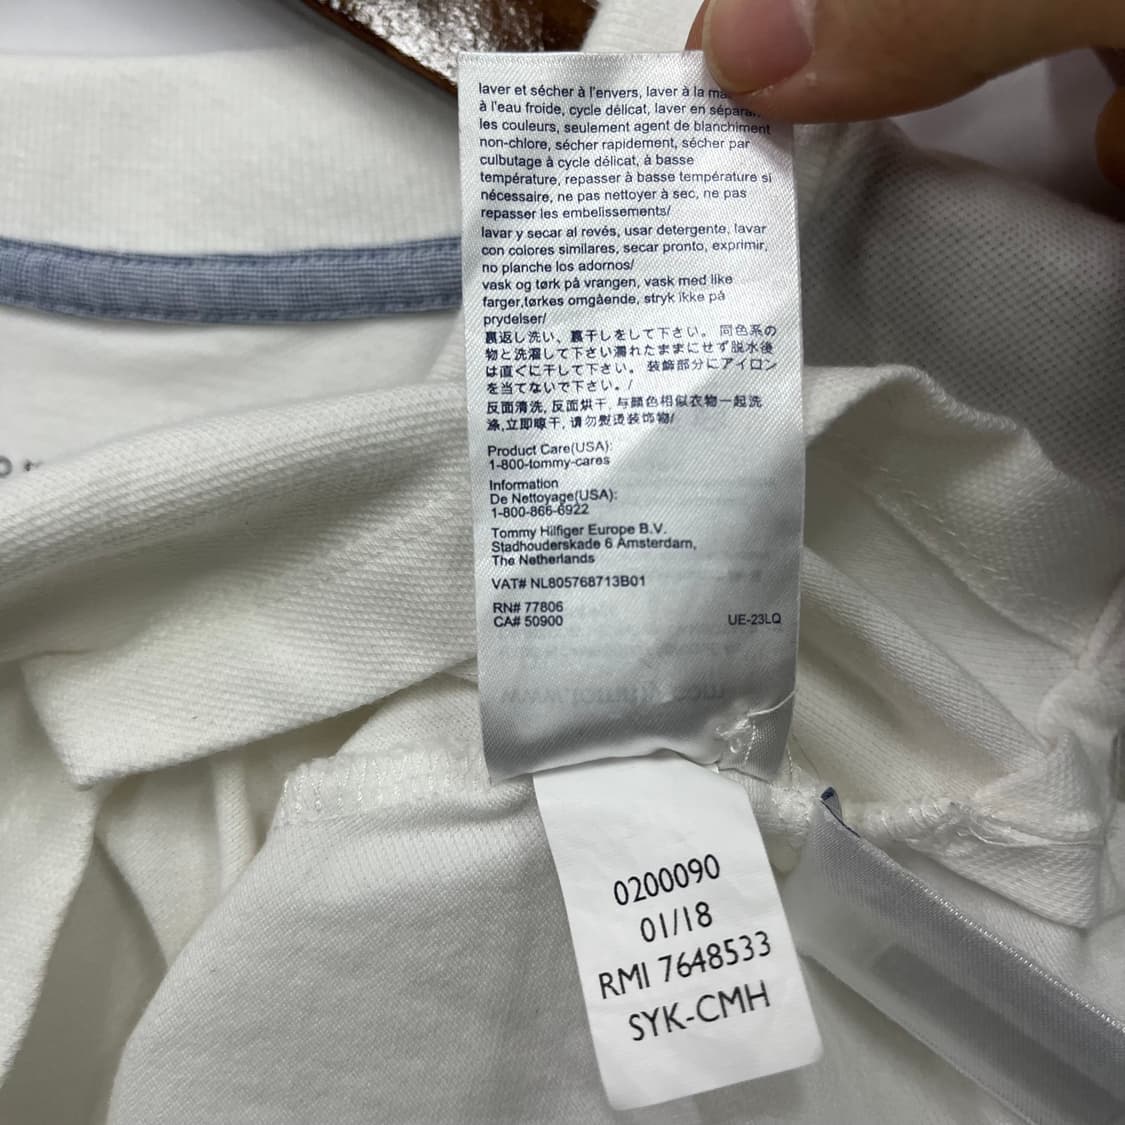 laver et sécher à l'envers, laver à la ma
à l'eau froide, cycle délicat, laver en sépara
les couleurs, seulement agent de blanchiment
non-chlore, sécher rapidement, sécher par
culbutage à cycle délicat, à basse
température, repasser à basse température si
nécessaire, ne pas nettoyer à sec, ne pas
repasser les embelissements/
lavar y secar al revés, usar detergente, lavar
con colores similares, secar pronto, exprimir,
no planche los adornos/
vask og tørk på vrangen, vask med like
farger,tørkes omgående, stryk ikke på
prydelser/
裏返し洗い、裏干しをして下さい。 同色系の
物と洗濯して下さい濡れたままにせず脱水後
は直ぐに干して下さい。 装飾部分にアイロン
を当てないで下さい。/
反面清洗, 反面烘干, 与颜色相似衣物一起洗
涤,立即晾干, 请勿熨烫装饰物/
Product Care(USA):
1-800-tommy-cares
Information
De Nettoyage(USA):
1-800-866-6922
Tommy Hilfiger Europe B.V.
Stadhouderskade 6 Amsterdam,
The Netherlands
VAT# NL805768713B01
RN# 77806
CA# 50900
UE-23LQ
0200090
01/18
RMI 7648533
SYK-CMH